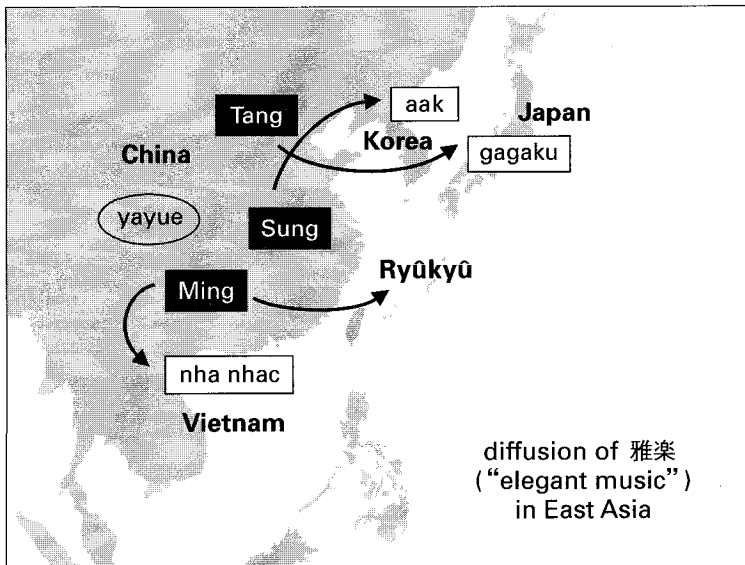 Tang
aak
Japan
Korea
China
gagaku
yayue
Sung
Ryûkyû
Ming
nha nhac
Vietnam
diffusion of 雅楽
(“elegant music”)
in East Asia